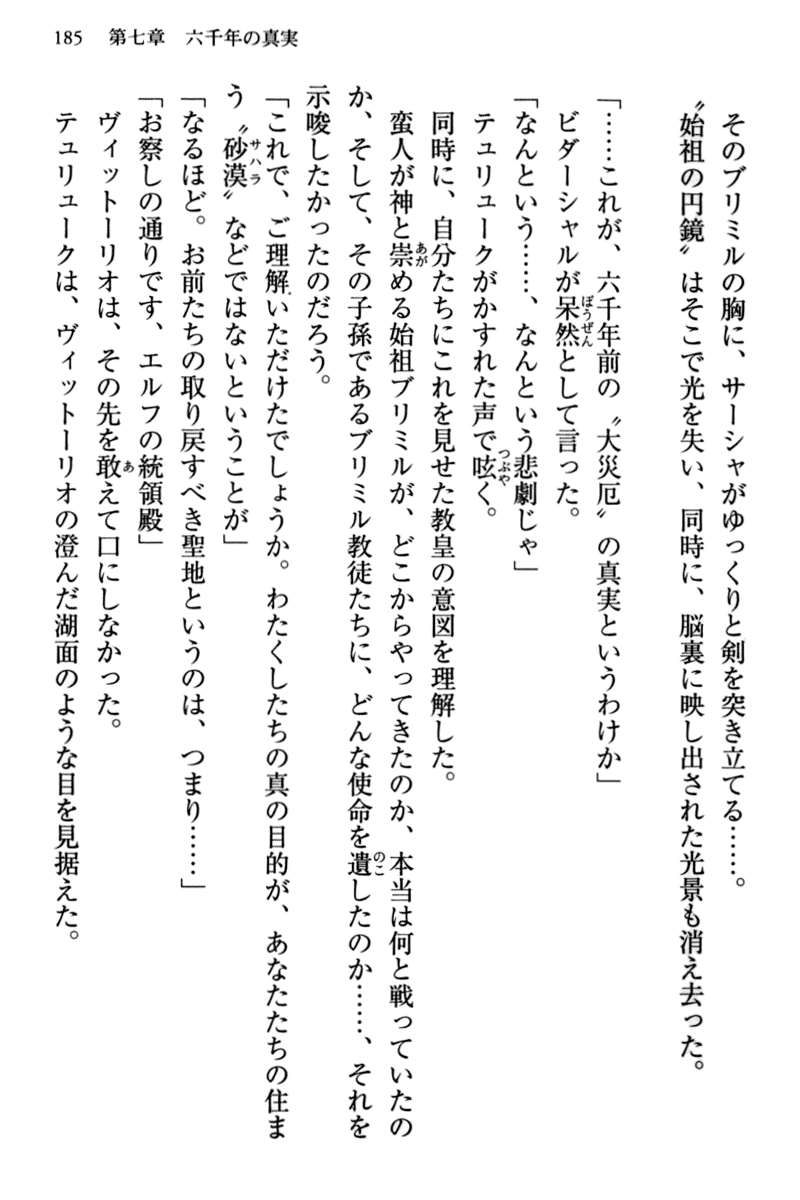 185　第七章　六千年の真実
そのブリミルの胸に、サーシャがゆっくりと剣を突き立てる……。
〝始祖の円鏡〟はそこで光を失い、同時に、脳裏に映し出された光景も消え去った。
「……これが、六千年前の〝大災厄〟の真実というわけか」
ビダーシャルが呆然として言った。
「なんという……、なんという悲劇じゃ」
テュリュークがかすれた声で呟く。
同時に、自分たちにこれを見せた教皇の意図を理解した。
蛮人が神と崇める始祖ブリミルが、どこからやってきたのか、本当は何と戦っていたの
か、そして、その子孫であるブリミル教徒たちに、どんな使命を遺したのか……、それを
示唆したかったのだろう。
「これで、ご理解いただけたでしょうか。わたくしたちの真の目的が、あなたたちの住ま
う〝砂漠〟などではないということが」
「なるほど。お前たちの取り戻すべき聖地というのは、つまり……」
「お察しの通りです、エルフの統領殿」
ヴィットーリオは、その先を敢えて口にしなかった。
テュリュークは、ヴィットーリオの澄んだ湖面のような目を見据えた。